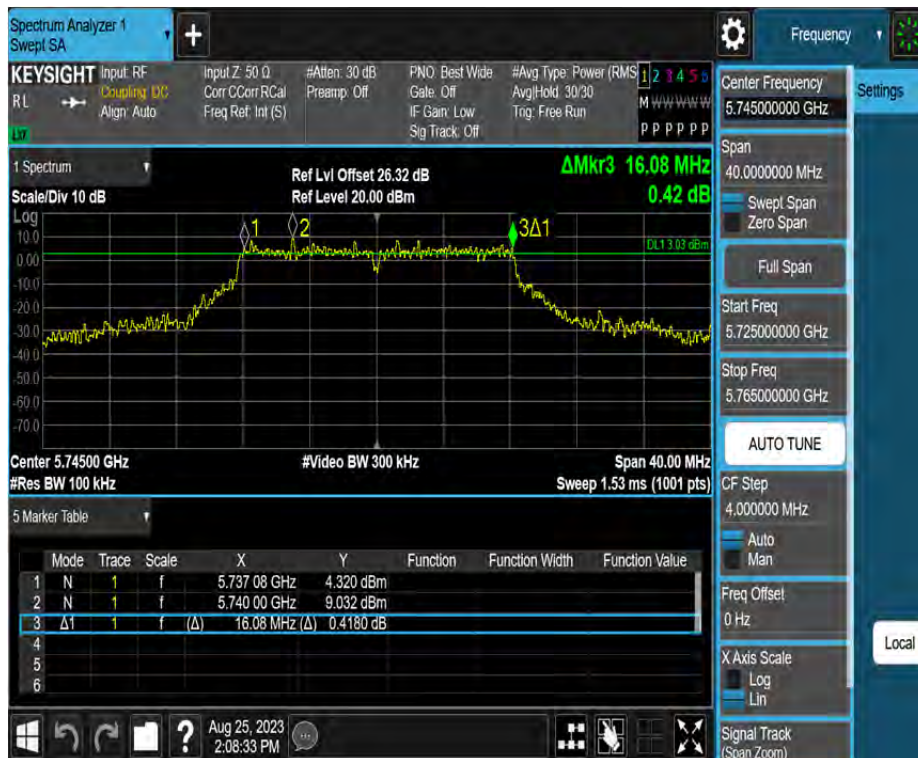 Spectrum Analyzer 1
Swept SA
+
Frequency
KEYSIGHT
RL
LXI
Input: RF
Coupling: DC
Align: Auto
Input Z: 50 Ω
Corr CCorr RCal
Freq Ref: Int (S)
#Atten: 30 dB
Preamp: Off
PNO: Best Wide
Gate: Off
IF Gain: Low
Sig Track: Off
#Avg Type: Power (RMS
Avg|Hold: 30/30
Trig: Free Run
1 2 3 4 5 6
M W W W W W
P P P P P P
1 Spectrum
Scale/Div 10 dB
Ref Lvl Offset 26.32 dB
Ref Level 20.00 dBm
ΔMkr3 16.08 MHz
0.42 dB
Log
10.0
0.00
-10.0
-20.0
-30.0
-40.0
-50.0
-60.0
-70.0
1
2
3Δ1
DL1 3.03 dBm
Center 5.74500 GHz
#Video BW 300 kHz
Span 40.00 MHz
#Res BW 100 kHz
Sweep 1.53 ms (1001 pts)
5 Marker Table
Mode Trace Scale X Y Function Function Width Function Value
1 N 1 f 5.737 08 GHz 4.320 dBm
2 N 1 f 5.740 00 GHz 9.032 dBm
3 Δ1 1 f (Δ) 16.08 MHz (Δ) 0.4180 dB
4
5
6
?
Aug 25, 2023
2:08:33 PM
Center Frequency
5.745000000 GHz
Settings
Span
40.0000000 MHz
Swept Span
Zero Span
Full Span
Start Freq
5.725000000 GHz
Stop Freq
5.765000000 GHz
AUTO TUNE
CF Step
4.000000 MHz
Auto
Man
Freq Offset
0 Hz
X Axis Scale
Log
Lin
Signal Track
(Span Zoom)
Local